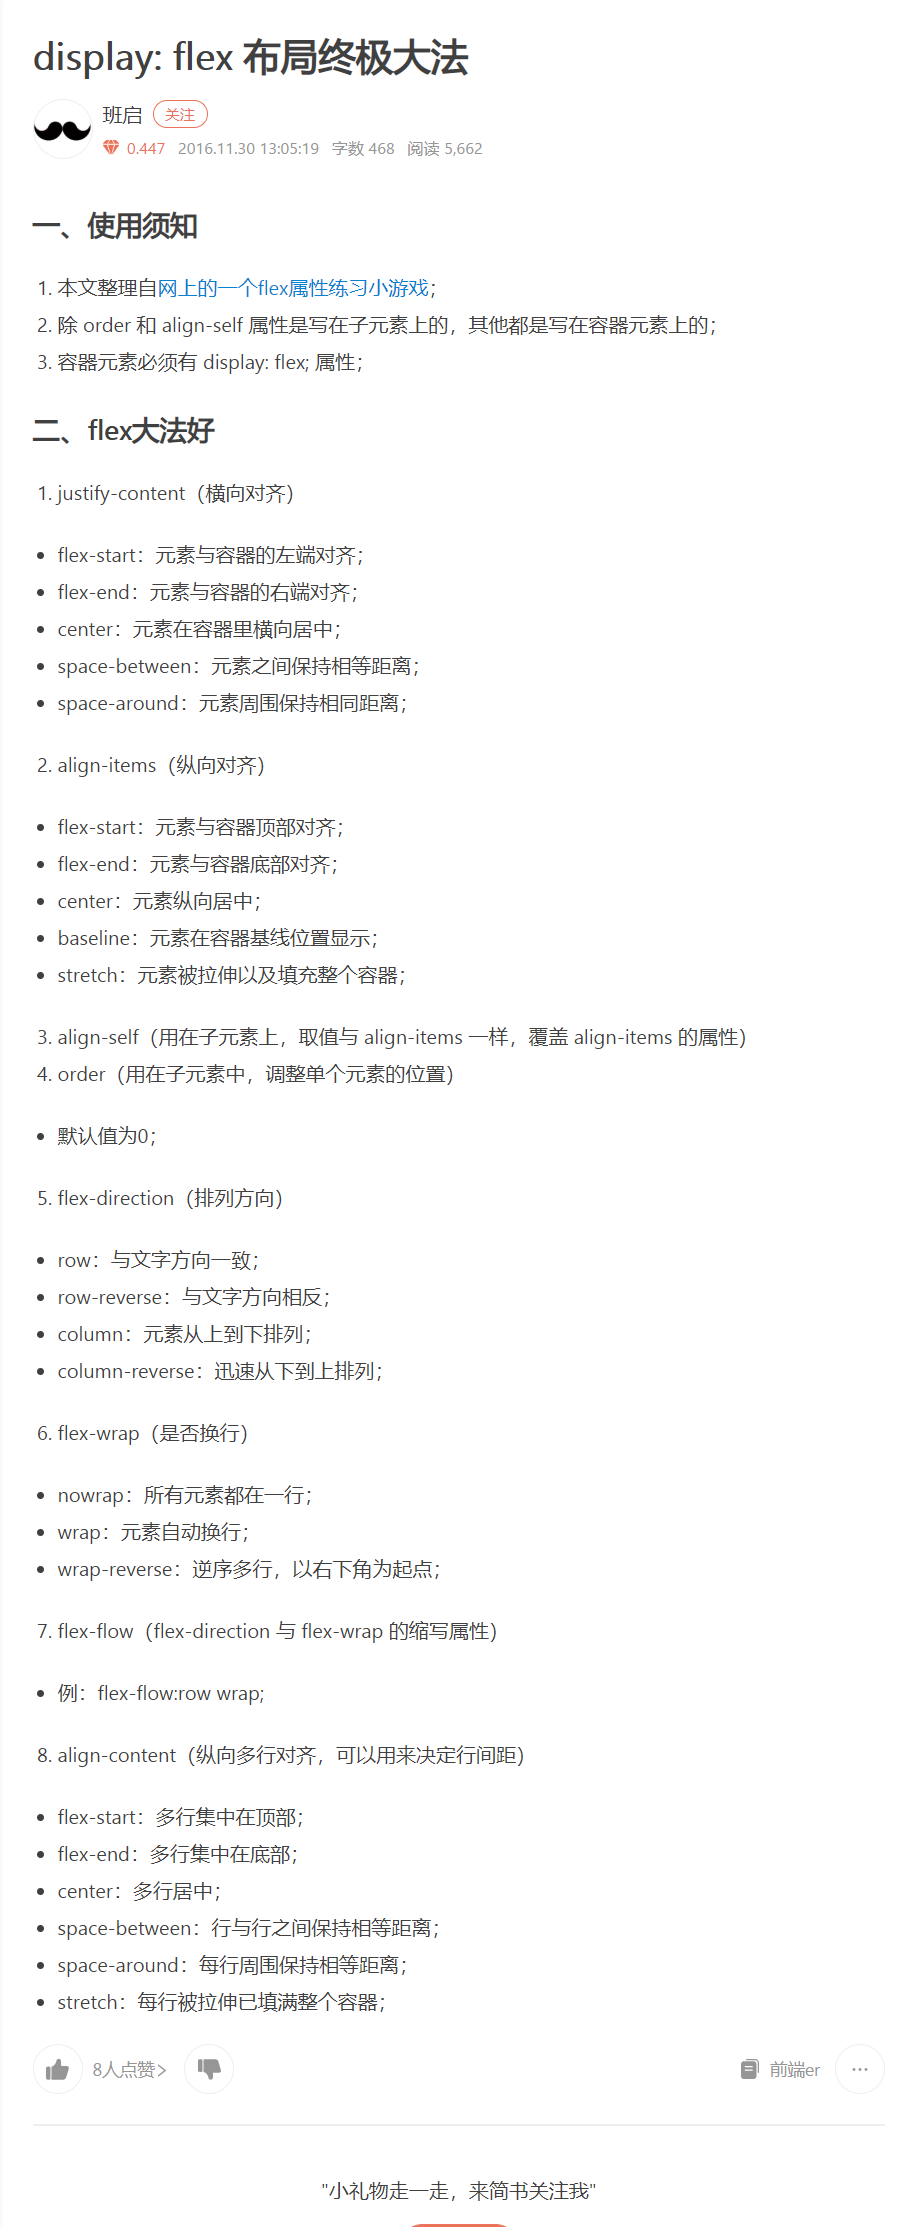 display: flex 布局终极大法
班启 关注
0.447 2016.11.30 13:05:19 字数 468 阅读 5,662
一、使用须知
1. 本文整理自网上的一个flex属性练习小游戏；
2. 除 order 和 align-self 属性是写在子元素上的，其他都是写在容器元素上的；
3. 容器元素必须有 display: flex; 属性；
二、flex大法好
1. justify-content（横向对齐）
• flex-start：元素与容器的左端对齐；
• flex-end：元素与容器的右端对齐；
• center：元素在容器里横向居中；
• space-between：元素之间保持相等距离；
• space-around：元素周围保持相同距离；
2. align-items（纵向对齐）
• flex-start：元素与容器顶部对齐；
• flex-end：元素与容器底部对齐；
• center：元素纵向居中；
• baseline：元素在容器基线位置显示；
• stretch：元素被拉伸以及填充整个容器；
3. align-self（用在子元素上，取值与 align-items 一样，覆盖 align-items 的属性）
4. order（用在子元素中，调整单个元素的位置）
• 默认值为0；
5. flex-direction（排列方向）
• row：与文字方向一致；
• row-reverse：与文字方向相反；
• column：元素从上到下排列；
• column-reverse：迅速从下到上排列；
6. flex-wrap（是否换行）
• nowrap：所有元素都在一行；
• wrap：元素自动换行；
• wrap-reverse：逆序多行，以右下角为起点；
7. flex-flow（flex-direction 与 flex-wrap 的缩写属性）
• 例：flex-flow:row wrap;
8. align-content（纵向多行对齐，可以用来决定行间距）
• flex-start：多行集中在顶部；
• flex-end：多行集中在底部；
• center：多行居中；
• space-between：行与行之间保持相等距离；
• space-around：每行周围保持相等距离；
• stretch：每行被拉伸已填满整个容器；
8人点赞> 前端er ...
"小礼物走一走，来简书关注我"